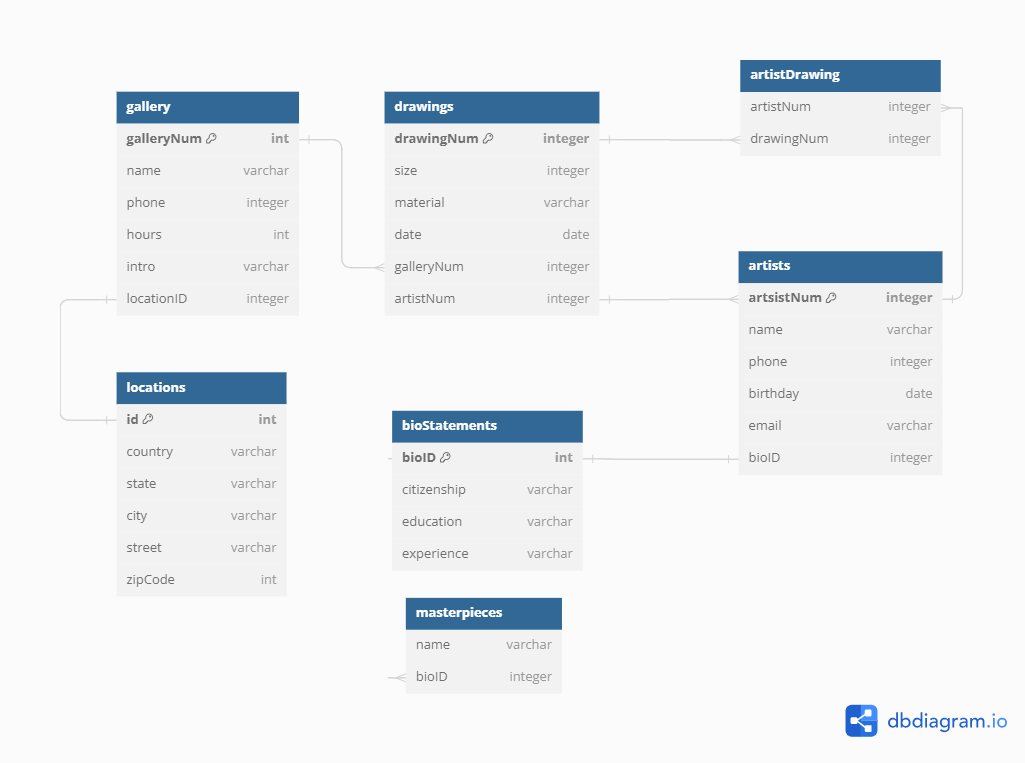 gallery
galleryNum int
name varchar
phone integer
hours int
intro varchar
locationID integer
locations
id int
country varchar
state varchar
city varchar
street varchar
zipCode int
drawings
drawingNum integer
size integer
material varchar
date date
galleryNum integer
artistNum integer
bioStatements
bioID int
citizenship varchar
education varchar
experience varchar
masterpieces
name varchar
bioID integer
artistDrawing
artistNum integer
drawingNum integer
artists
artsistNum integer
name varchar
phone integer
birthday date
email varchar
bioID integer
dbdiagram.io